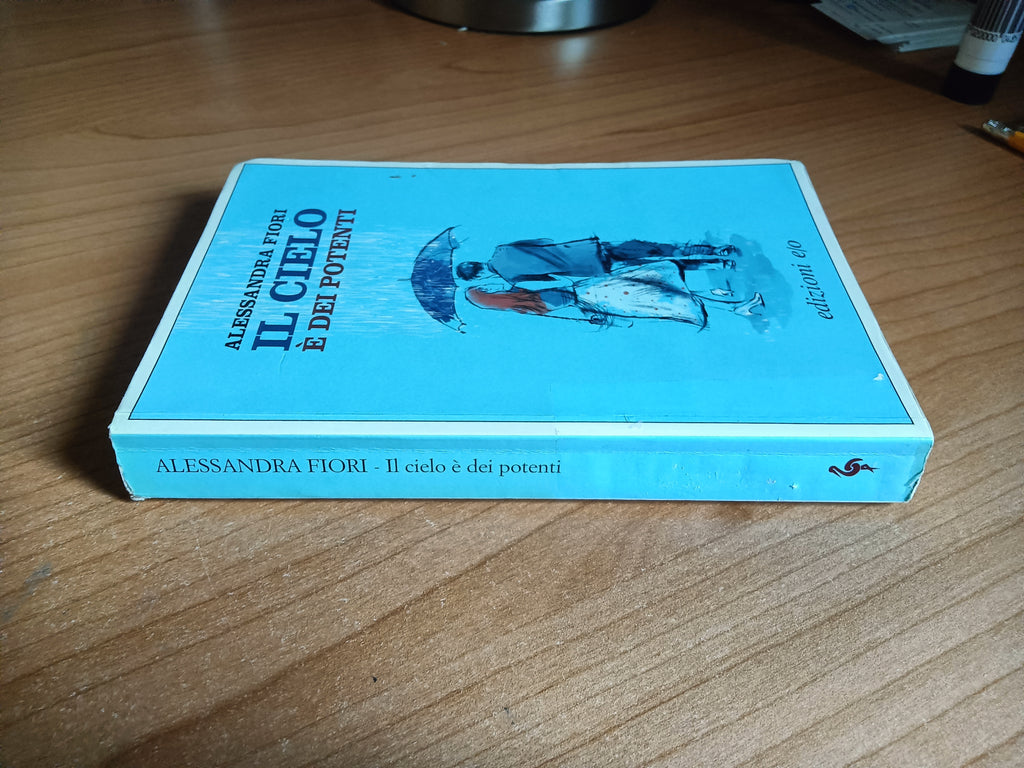 ALESSANDRA FIORI
IL CIELO
È DEI POTENTI
edizioni e/o
ALESSANDRA FIORI - Il cielo è dei potenti